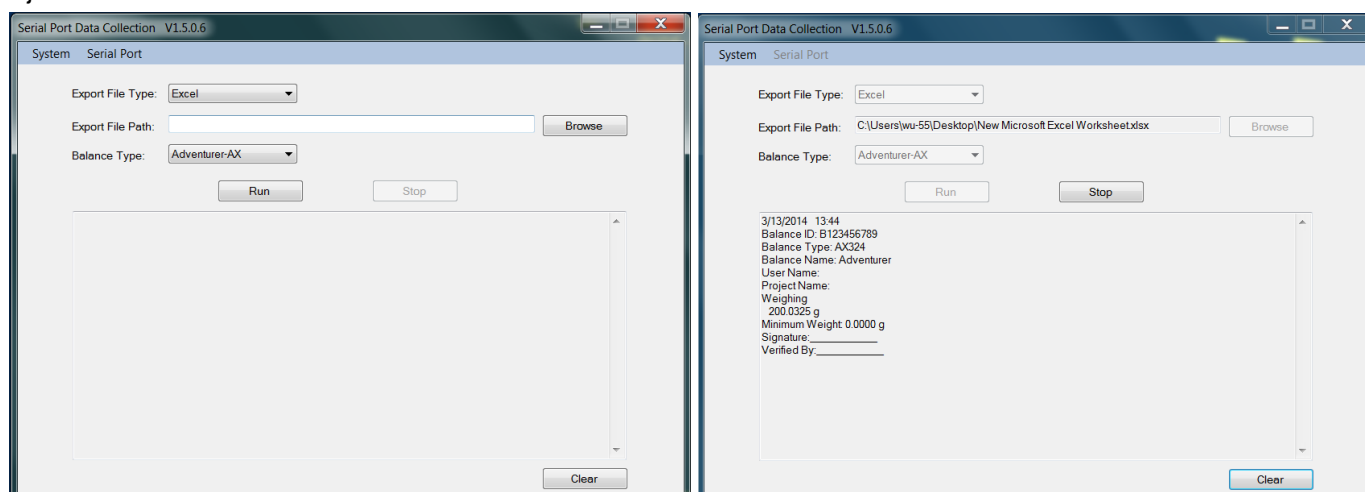 Serial Port Data Collection V1.5.0.6
System Serial Port
Export File Type: Excel
Export File Path: Browse
Balance Type: Adventurer-AX
Run Stop
Clear
Serial Port Data Collection V1.5.0.6
System Serial Port
Export File Type: Excel
Export File Path: C:\Users\wu-55\Desktop\New Microsoft Excel Worksheet.xlsx Browse
Balance Type: Adventurer-AX
Run Stop
3/13/2014 13:44
Balance ID: B123456789
Balance Type: AX324
Balance Name: Adventurer
User Name:
Project Name:
Weighing
200.0325 g
Minimum Weight: 0.0000 g
Signature:____________
Verified By:____________
Clear